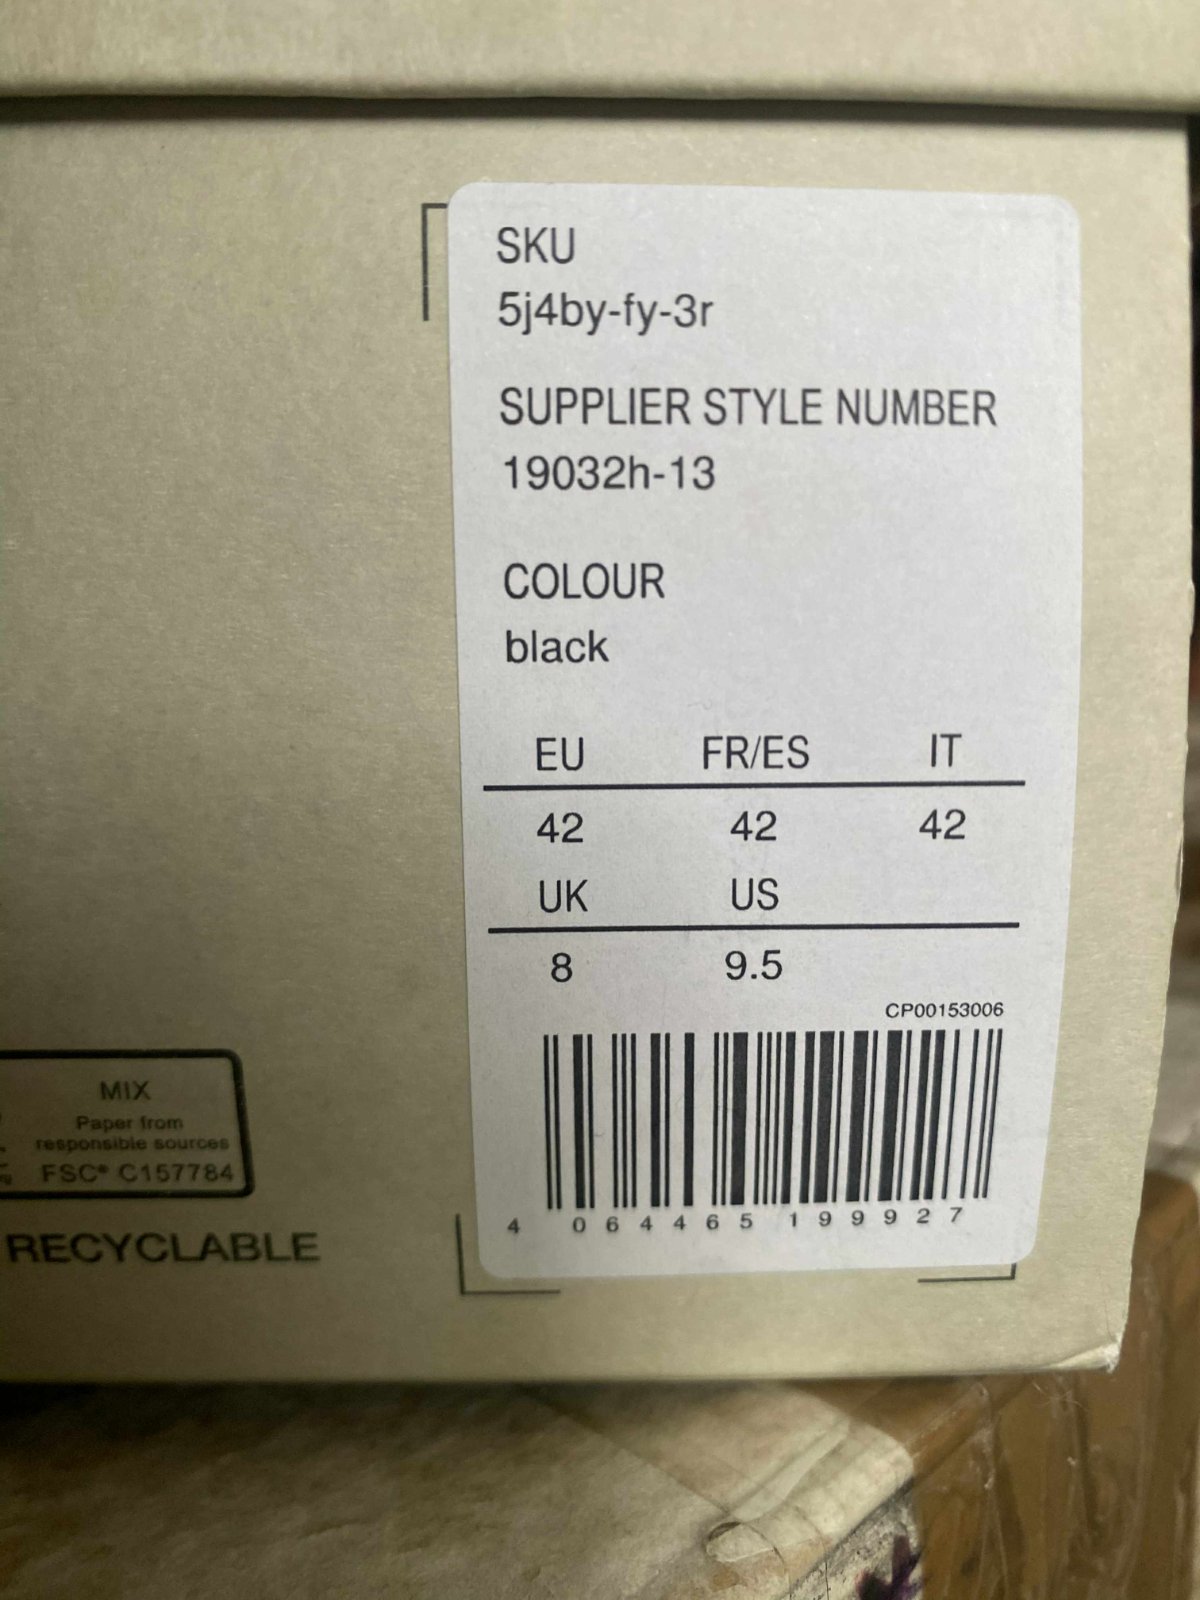 SKU
5j4by-fy-3r
SUPPLIER STYLE NUMBER
19032h-13
COLOUR
black
EU FR/ES IT
42 42 42
UK US
8 9.5
CP00153006
4 064465 199927
MIX
Paper from
responsible sources
FSC® C157784
RECYCLABLE